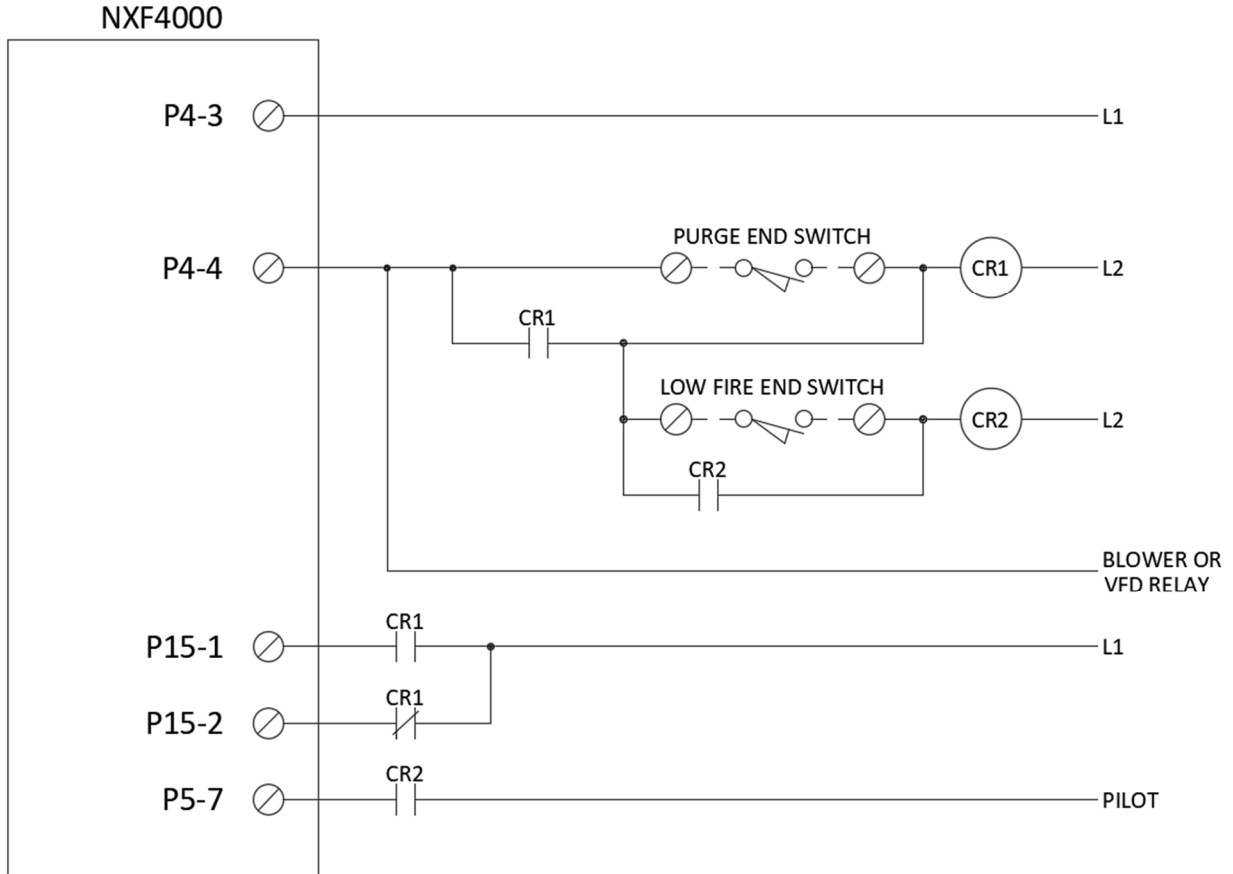 NXF4000
P4-3
L1
P4-4
PURGE END SWITCH
CR1
L2
CR1
LOW FIRE END SWITCH
CR2
L2
CR2
BLOWER OR
VFD RELAY
P15-1
CR1
L1
P15-2
CR1
P5-7
CR2
PILOT